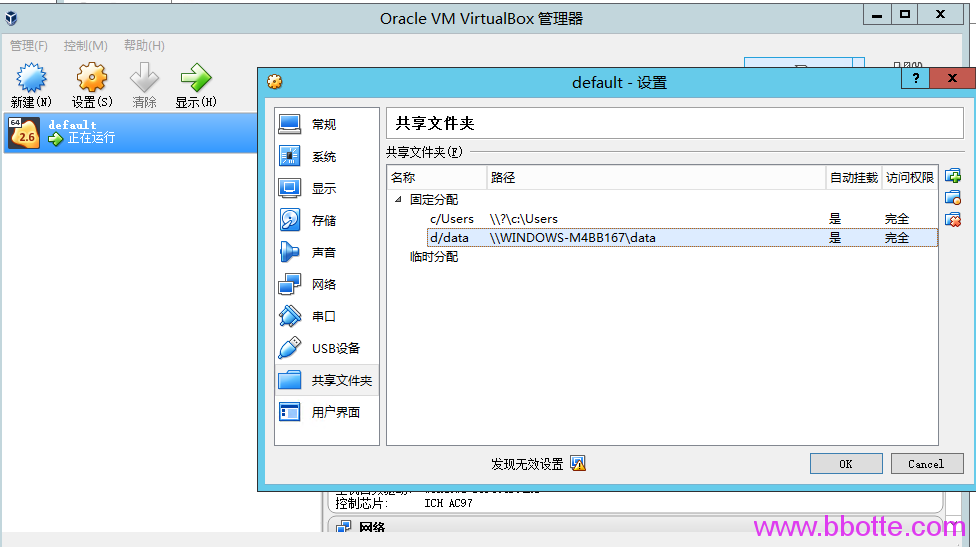 Oracle VM VirtualBox 管理器
管理(F) 控制(M) 帮助(H)
新建(N) 设置(S) 清除 显示(H)
64
2.6
default
正在运行
default - 设置
?
常规
系统
显示
存储
声音
网络
串口
USB设备
共享文件夹
用户界面
共享文件夹
共享文件夹(F)
名称 路径 自动挂载 访问权限
固定分配
c/Users \\?\c:\Users 是 完全
d/data \\WINDOWS-M4BB167\data 是 完全
临时分配
发现无效设置
OK Cancel
控制芯片: ICH AC97
网络
www.bbotte.com